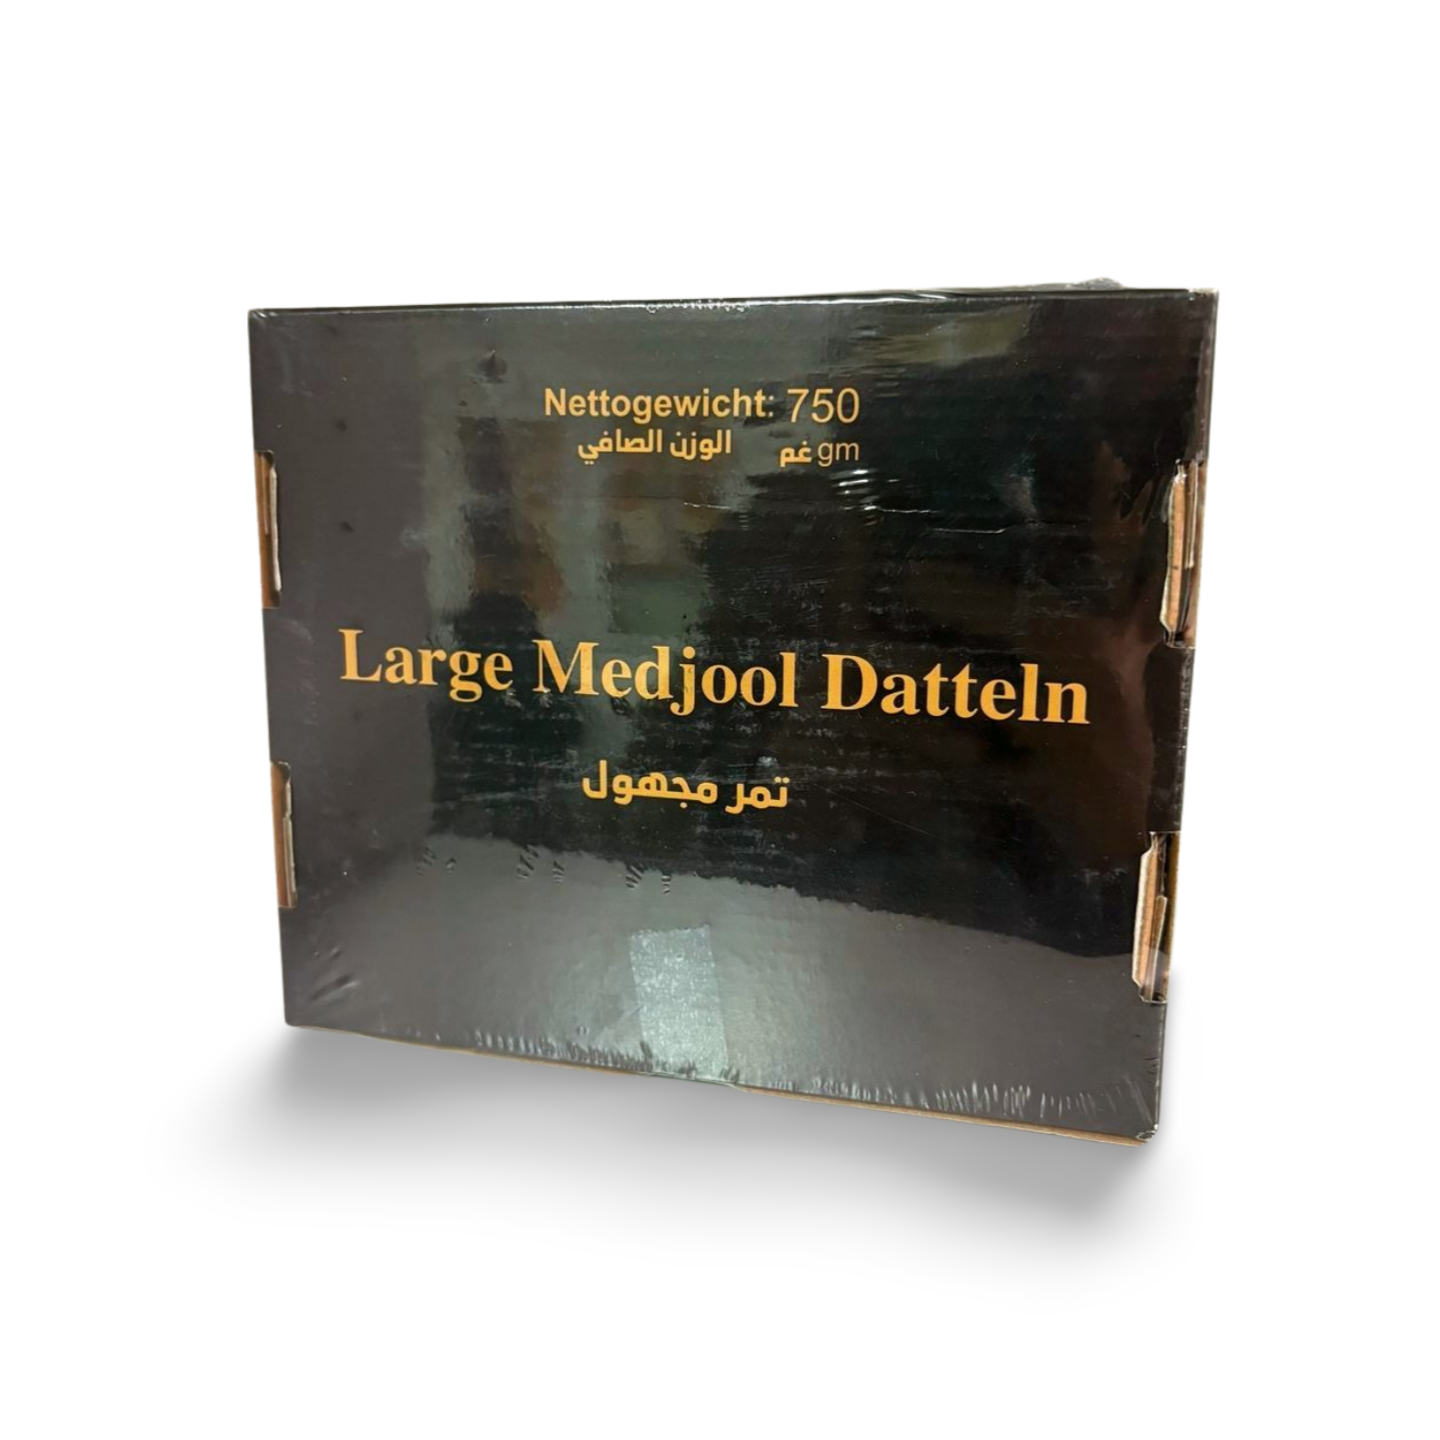 Nettogewicht: 750
الوزن الصافي غم gm
Large Medjool Datteln
تمر مجهول